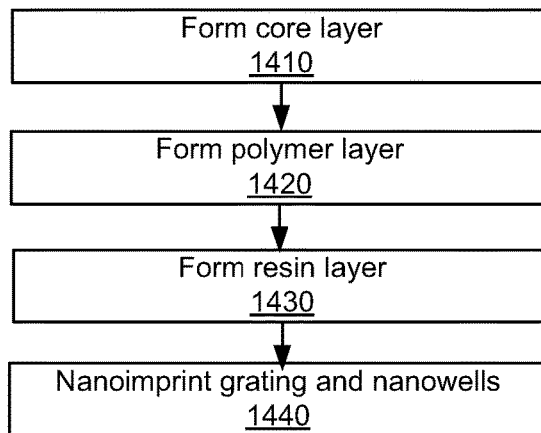 Form core layer
1410
Form polymer layer
1420
Form resin layer
1430
Nanoimprint grating and nanowells
1440